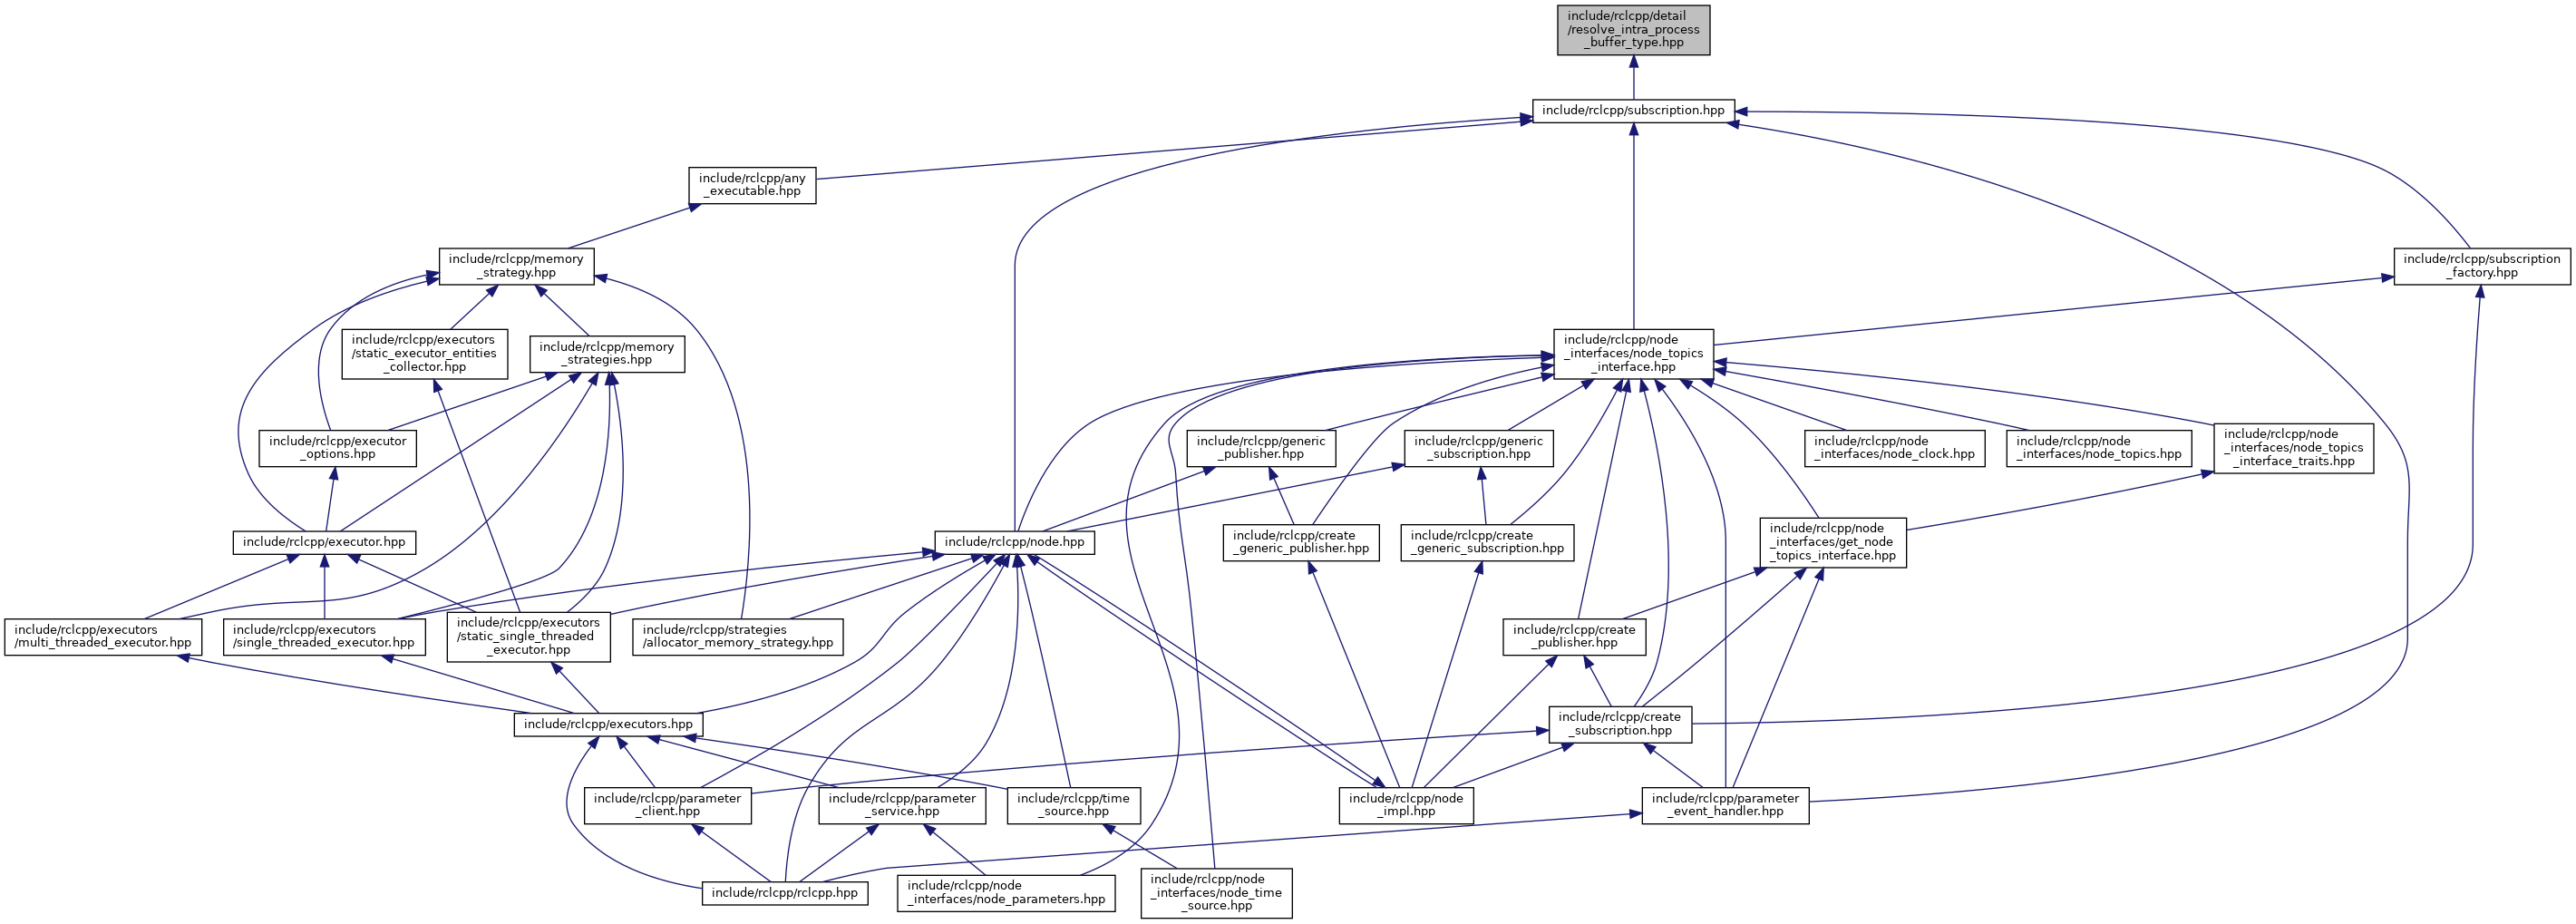 include/rclcpp/detail
/resolve_intra_process
_buffer_type.hpp
include/rclcpp/subscription.hpp
include/rclcpp/any
_executable.hpp
include/rclcpp/memory
_strategy.hpp
include/rclcpp/subscription
_factory.hpp
include/rclcpp/executors
/static_executor_entities
_collector.hpp
include/rclcpp/memory
_strategies.hpp
include/rclcpp/node
_interfaces/node_topics
_interface.hpp
include/rclcpp/executor
_options.hpp
include/rclcpp/generic
_publisher.hpp
include/rclcpp/generic
_subscription.hpp
include/rclcpp/node
_interfaces/node_clock.hpp
include/rclcpp/node
_interfaces/node_topics.hpp
include/rclcpp/node
_interfaces/node_topics
_interface_traits.hpp
include/rclcpp/executor.hpp
include/rclcpp/node.hpp
include/rclcpp/create
_generic_publisher.hpp
include/rclcpp/create
_generic_subscription.hpp
include/rclcpp/node
_interfaces/get_node
_topics_interface.hpp
include/rclcpp/executors
/multi_threaded_executor.hpp
include/rclcpp/executors
/single_threaded_executor.hpp
include/rclcpp/executors
/static_single_threaded
_executor.hpp
include/rclcpp/strategies
/allocator_memory_strategy.hpp
include/rclcpp/create
_publisher.hpp
include/rclcpp/executors.hpp
include/rclcpp/create
_subscription.hpp
include/rclcpp/parameter
_client.hpp
include/rclcpp/parameter
_service.hpp
include/rclcpp/time
_source.hpp
include/rclcpp/node
_impl.hpp
include/rclcpp/parameter
_event_handler.hpp
include/rclcpp/rclcpp.hpp
include/rclcpp/node
_interfaces/node_parameters.hpp
include/rclcpp/node
_interfaces/node_time
_source.hpp